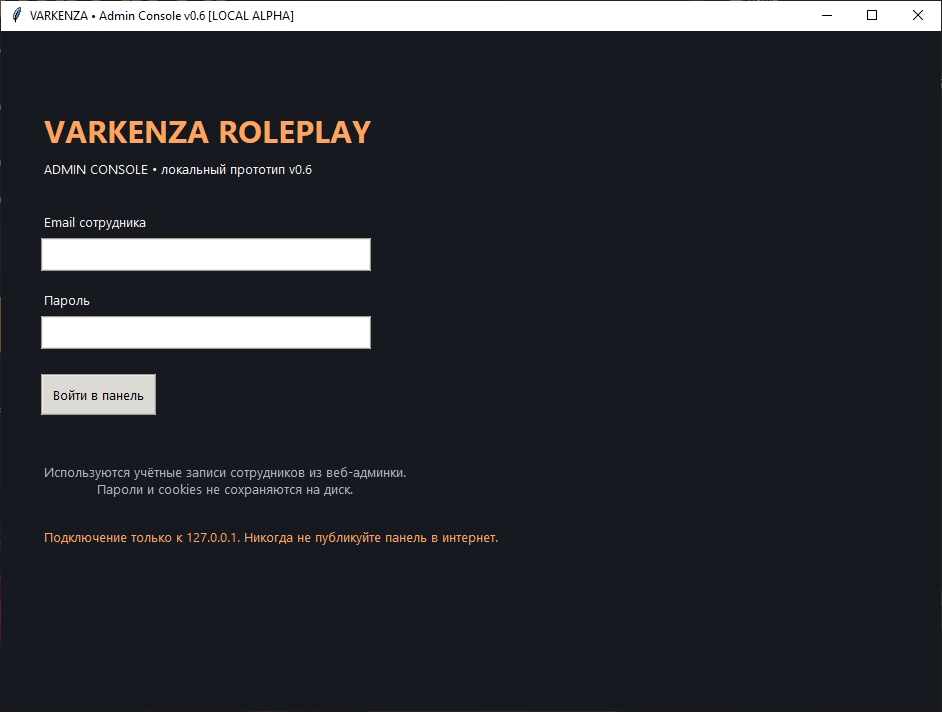 VARKENZA • Admin Console v0.6 [LOCAL ALPHA]
VARKENZA ROLEPLAY
ADMIN CONSOLE • локальный прототип v0.6
Email сотрудника
Пароль
Войти в панель
Используются учётные записи сотрудников из веб-админки.
Пароли и cookies не сохраняются на диск.
Подключение только к 127.0.0.1. Никогда не публикуйте панель в интернет.